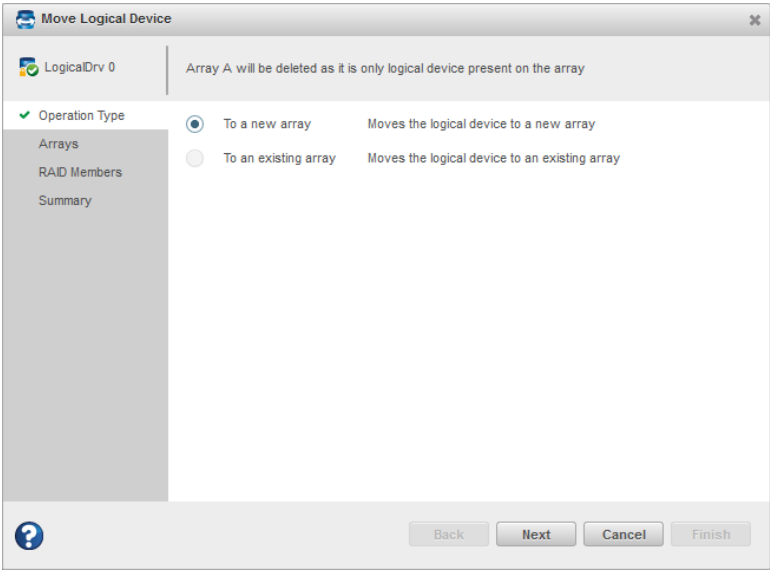 Move Logical Device
LogicalDrv 0
Array A will be deleted as it is only logical device present on the array
Operation Type
Arrays
RAID Members
Summary
To a new array Moves the logical device to a new array
To an existing array Moves the logical device to an existing array
? Back Next Cancel Finish